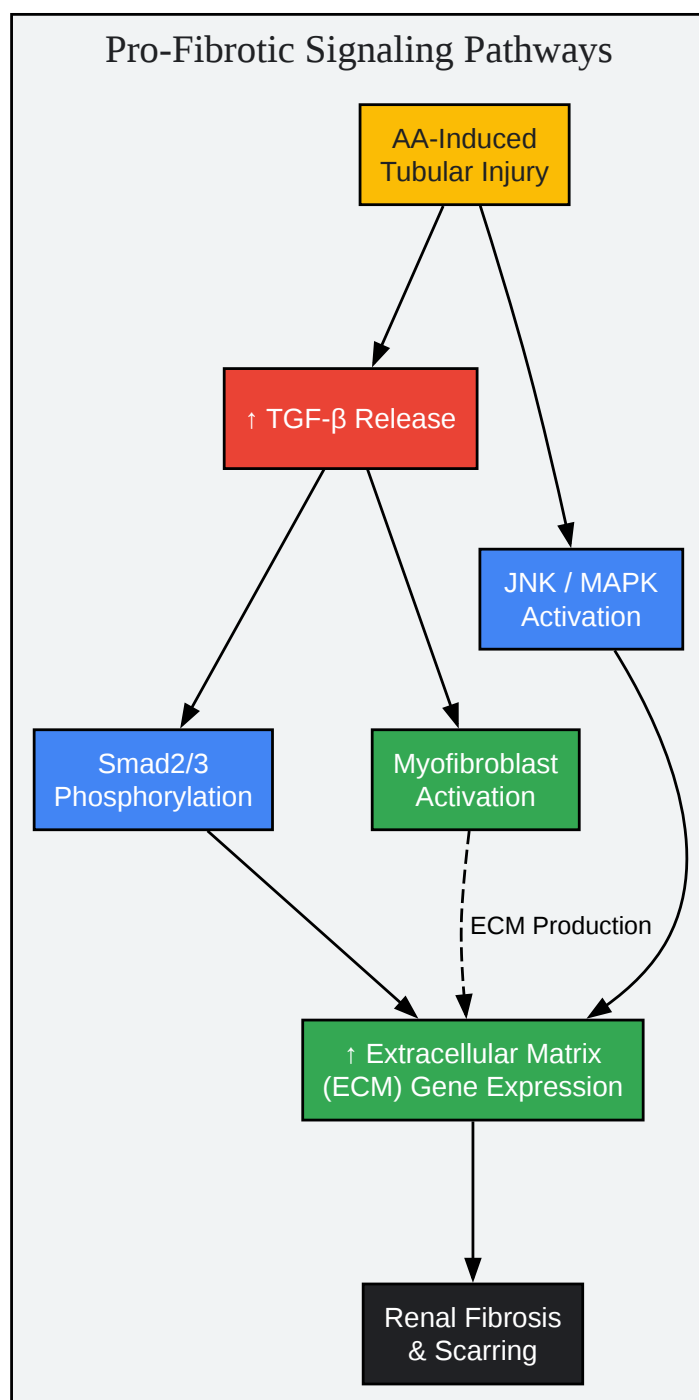 Pro-Fibrotic Signaling Pathways
AA-Induced
Tubular Injury
↑ TGF-β Release
JNK / MAPK
Activation
Smad2/3
Phosphorylation
Myofibroblast
Activation
ECM Production
↑ Extracellular Matrix
(ECM) Gene Expression
Renal Fibrosis
& Scarring